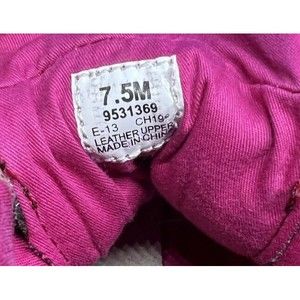 7.5M
9531369
E-13 CH19
LEATHER UPPER
MADE IN CHINA